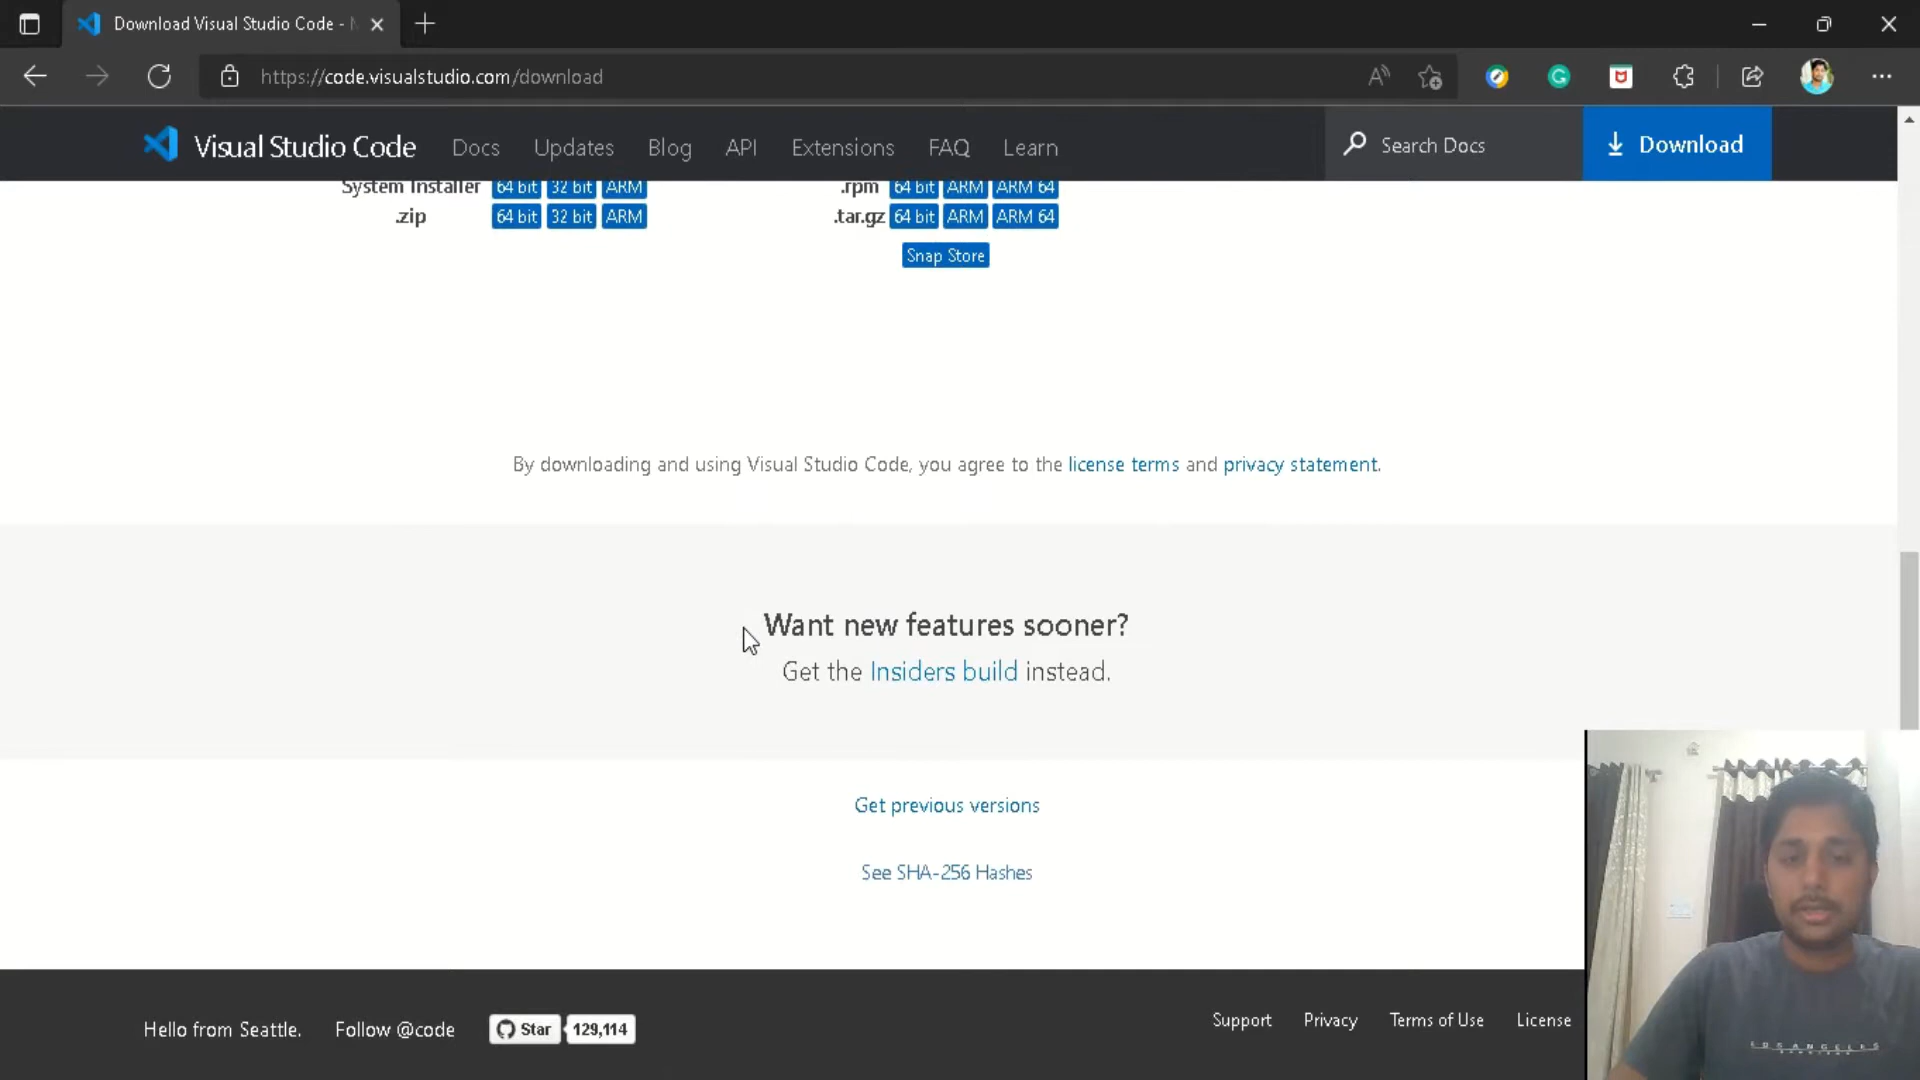 Download Visual Studio Code -
https://code.visualstudio.com/download
Visual Studio Code Docs Updates Blog API Extensions FAQ Learn Search Docs Download
System Installer 64 bit 32 bit ARM .rpm 64 bit ARM ARM 64
.zip 64 bit 32 bit ARM .tar.gz 64 bit ARM ARM 64
Snap Store
By downloading and using Visual Studio Code, you agree to the license terms and privacy statement.
Want new features sooner?
Get the Insiders build instead.
Get previous versions
See SHA-256 Hashes
Hello from Seattle. Follow @code Star 129,114 Support Privacy Terms of Use License
LOS ANGELES